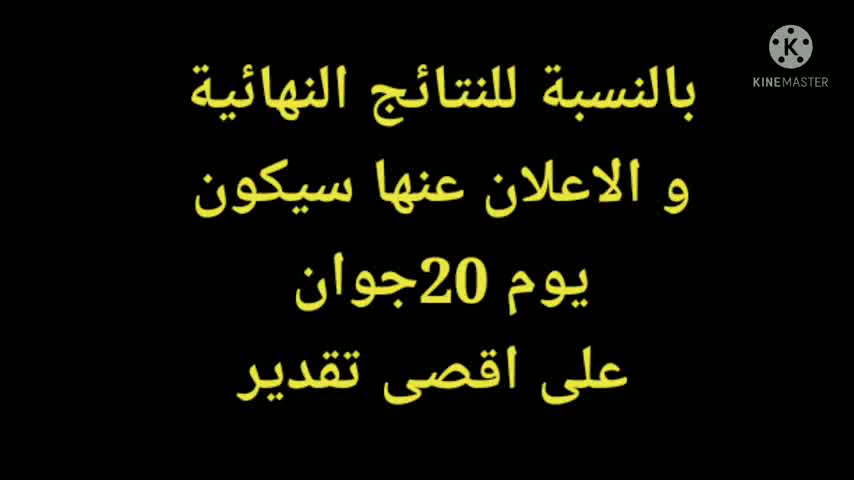 بالنسبة للنتائج النهائية
و الاعلان عنها سيكون
يوم 20جوان
على اقصى تقدير
K
KINEMASTER